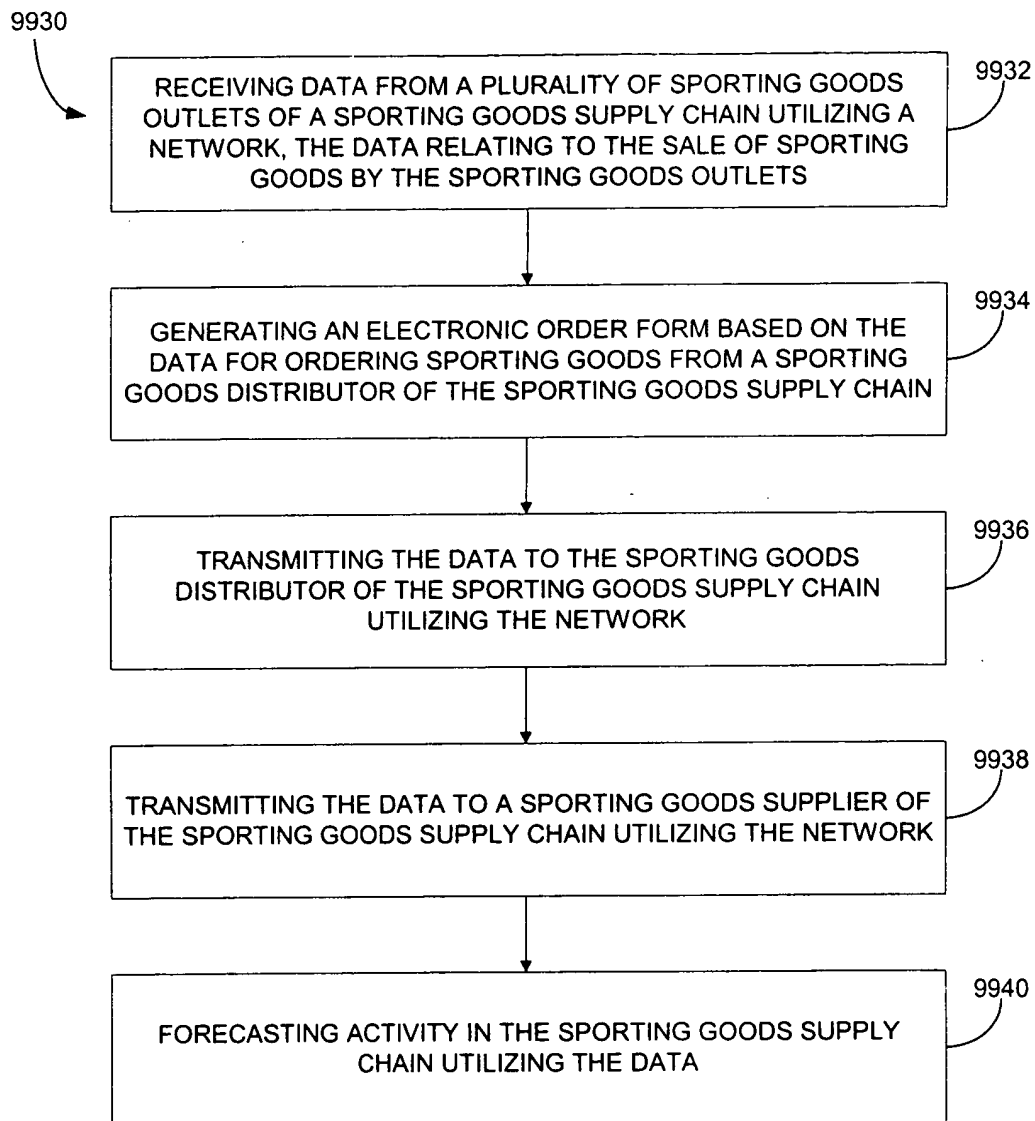 9930
RECEIVING DATA FROM A PLURALITY OF SPORTING GOODS
OUTLETS OF A SPORTING GOODS SUPPLY CHAIN UTILIZING A
NETWORK, THE DATA RELATING TO THE SALE OF SPORTING
GOODS BY THE SPORTING GOODS OUTLETS
9932
GENERATING AN ELECTRONIC ORDER FORM BASED ON THE
DATA FOR ORDERING SPORTING GOODS FROM A SPORTING
GOODS DISTRIBUTOR OF THE SPORTING GOODS SUPPLY CHAIN
9934
TRANSMITTING THE DATA TO THE SPORTING GOODS
DISTRIBUTOR OF THE SPORTING GOODS SUPPLY CHAIN
UTILIZING THE NETWORK
9936
TRANSMITTING THE DATA TO A SPORTING GOODS SUPPLIER OF
THE SPORTING GOODS SUPPLY CHAIN UTILIZING THE NETWORK
9938
FORECASTING ACTIVITY IN THE SPORTING GOODS SUPPLY
CHAIN UTILIZING THE DATA
9940